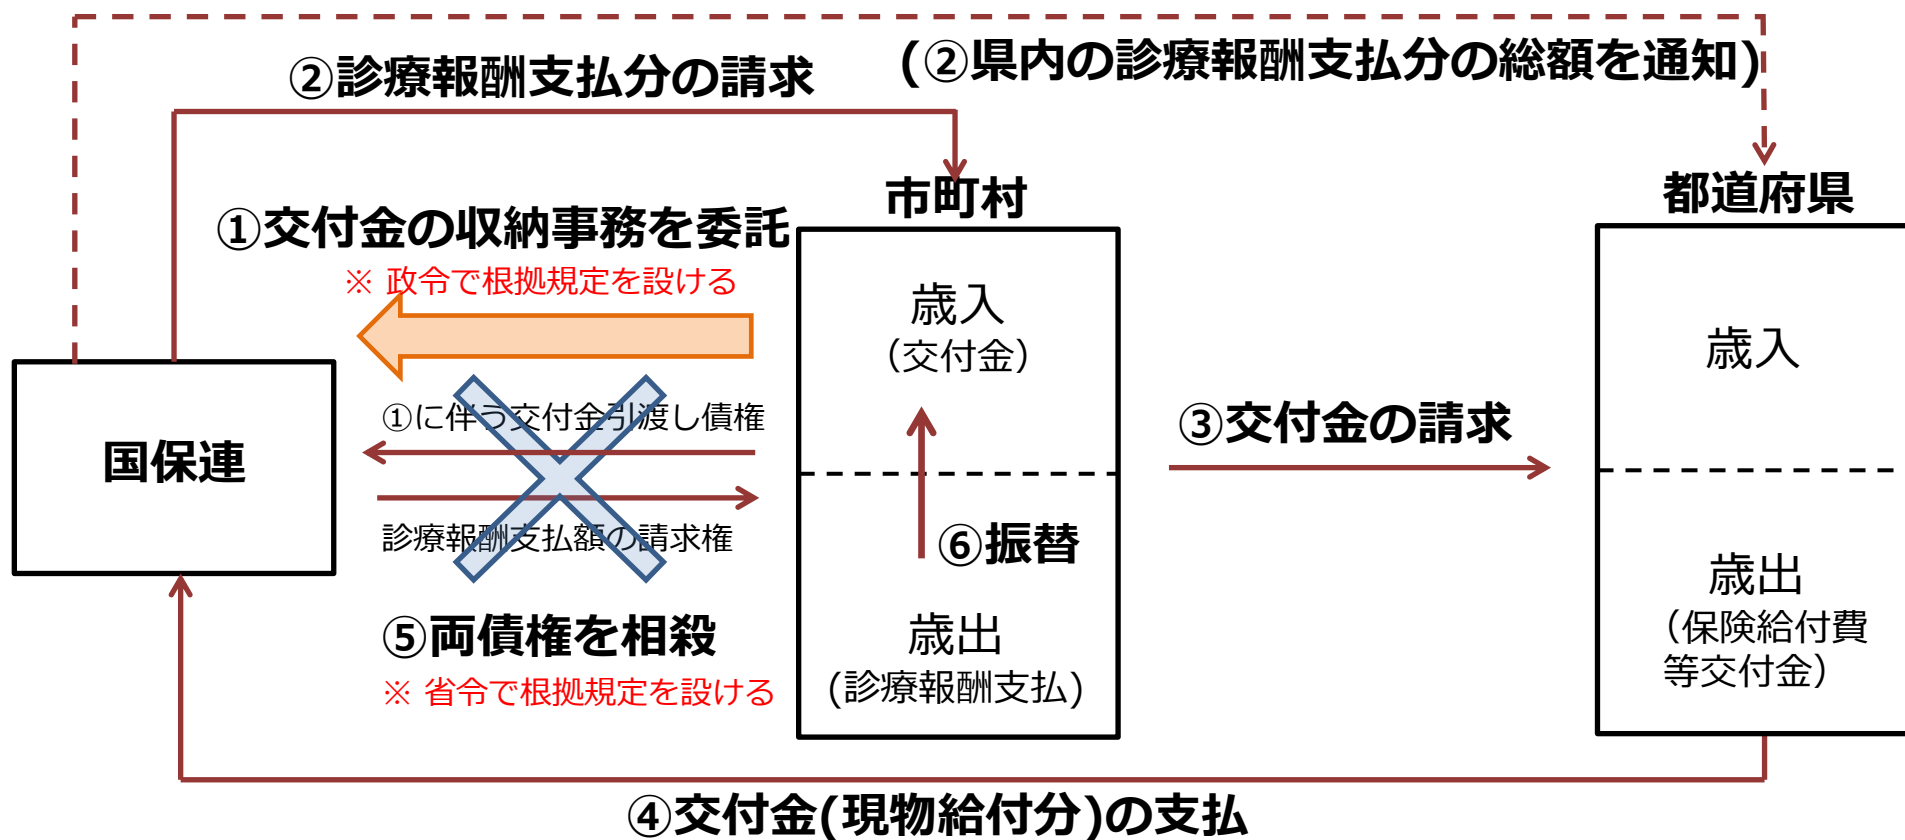 (②県内の診療報酬支払分の総額を通知)
②診療報酬支払分の請求
市町村
都道府県
①交付金の収納事務を委託
※ 政令で根拠規定を設ける
歳入
(交付金)
歳入
①に伴う交付金引渡し債権
③交付金の請求
国保連
診療報酬支払額の請求権
⑥振替
歳出
(保険給付費
等交付金)
⑤両債権を相殺
※ 省令で根拠規定を設ける
歳出
(診療報酬支払)
④交付金(現物給付分)の支払